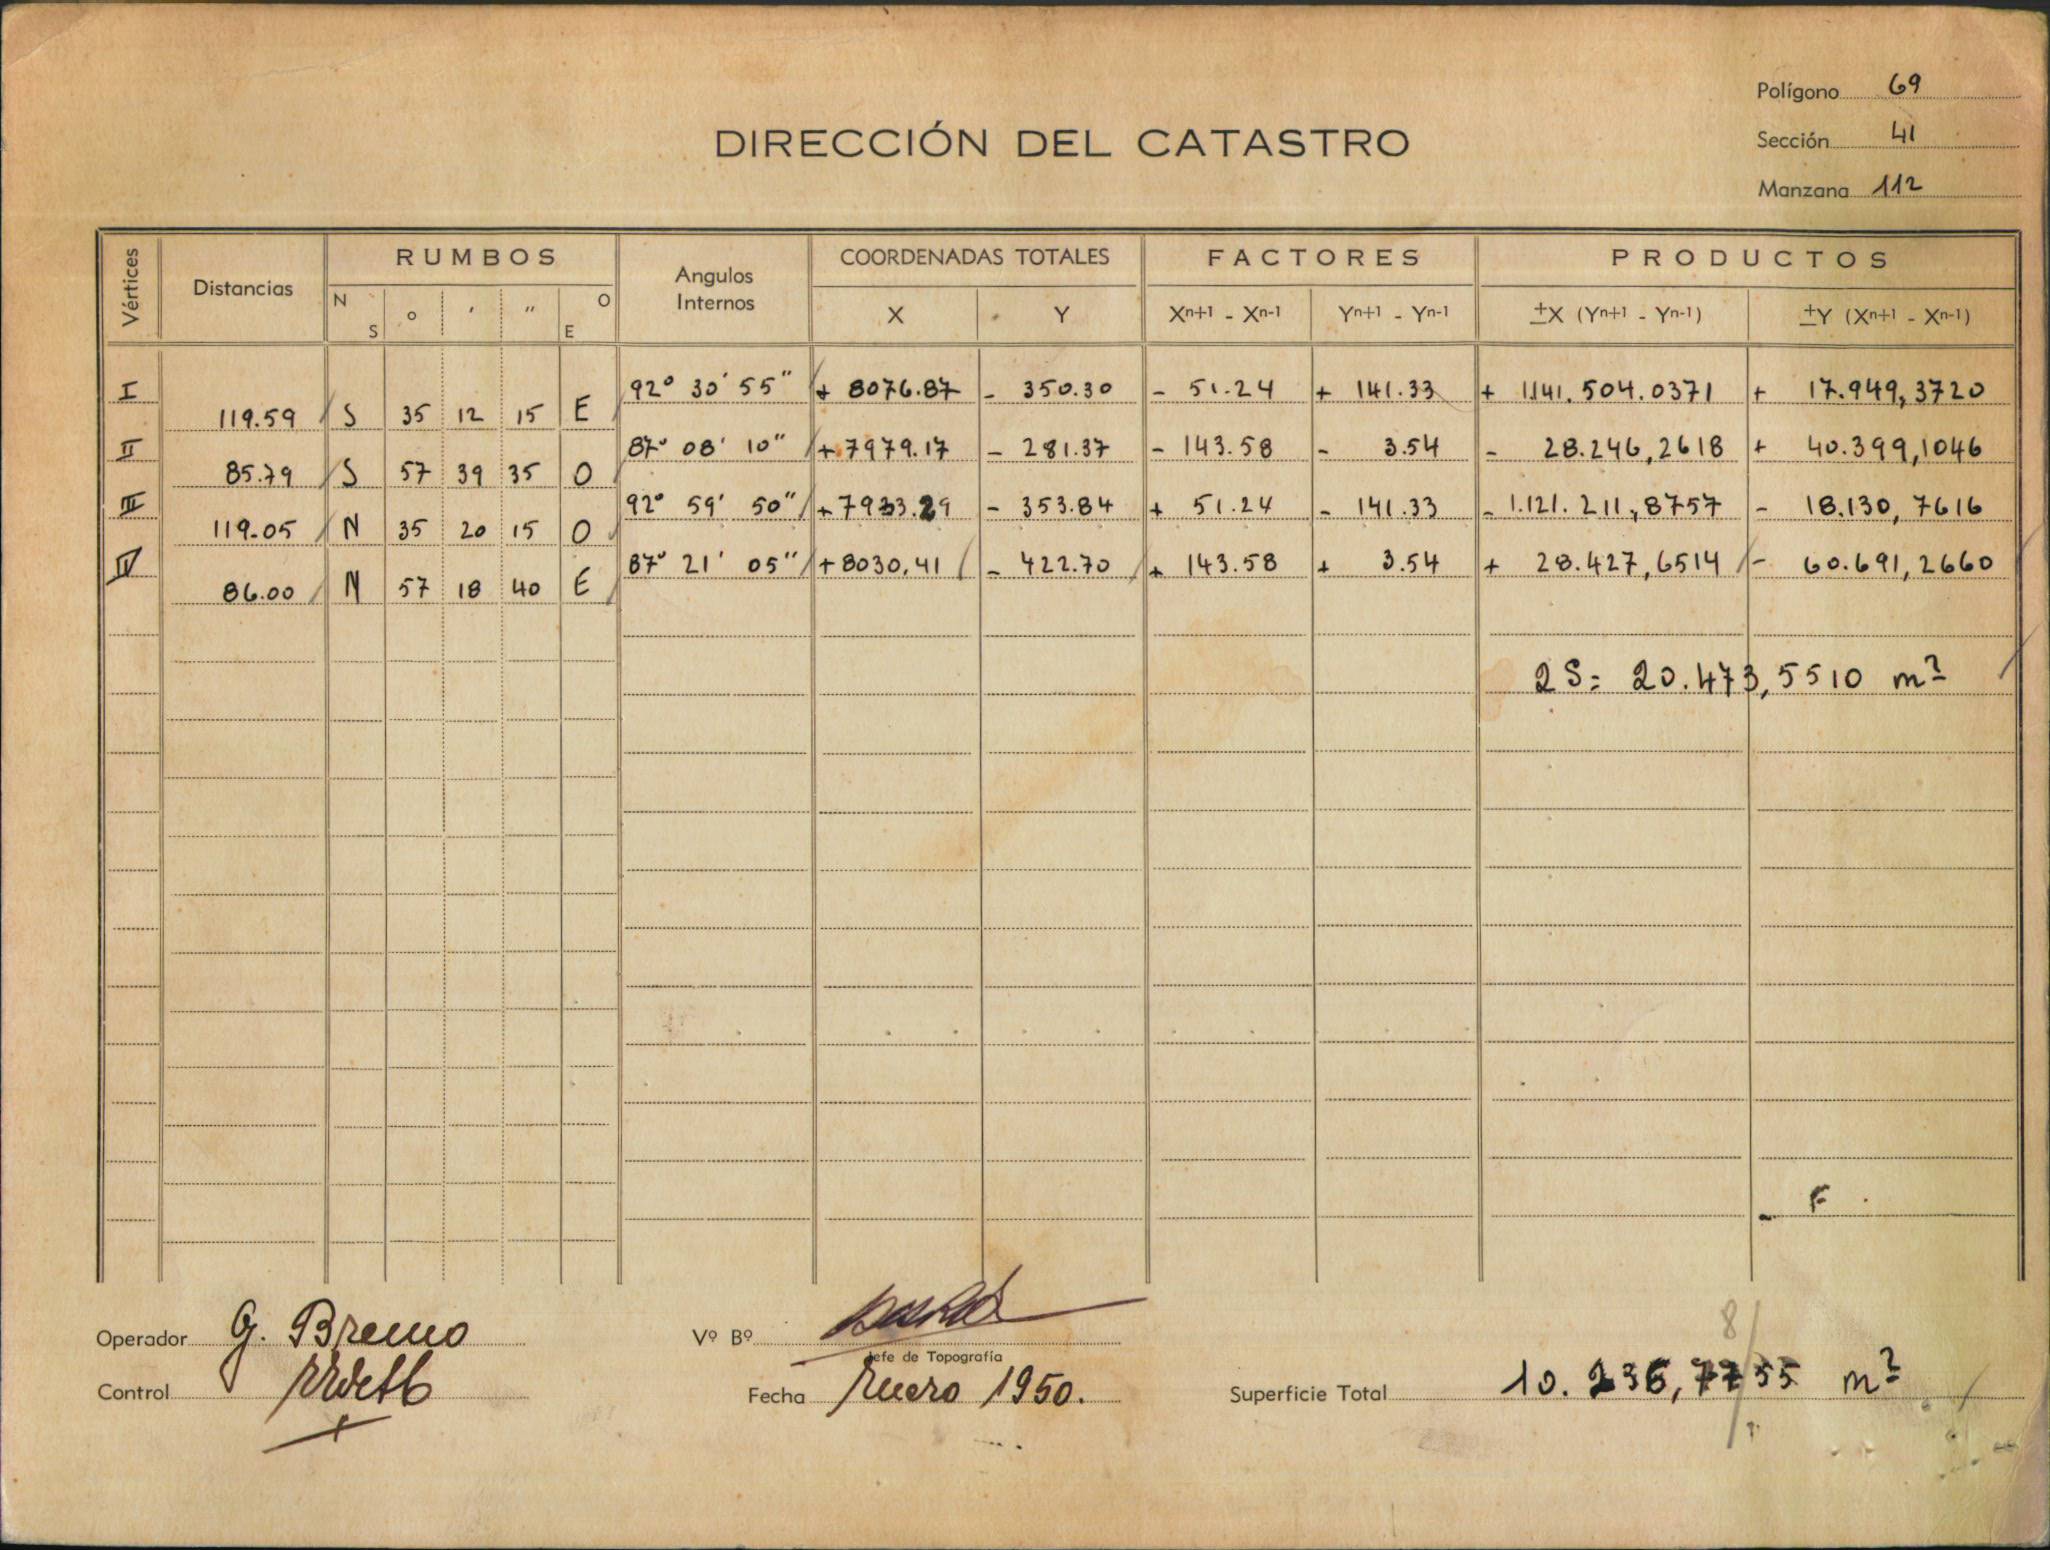 Polígono 69
DIRECCIÓN DEL CATASTRO
Sección 41
Manzana 112
Vértices Distancias RUMBOS Angulos Internos COORDENADAS TOTALES FACTORES PRODUCTOS
N S ° ' " O E X Y Xn+1 - Xn-1 Yn+1 - Yn-1 ±X (Yn+1 - Yn-1) ±Y (Xn+1 - Xn-1)
I 92° 30' 55" + 8076.87 - 350.30 - 51.24 + 141.33 + 1141.504.0371 + 17.949,3720
119.59 S 35 12 15 E
II 87° 08' 10" + 7979.17 - 281.37 - 143.58 - 3.54 - 28.246,2618 + 40.399,1046
85.79 S 57 39 35 O
III 92° 59' 50" + 7933.29 - 353.84 + 51.24 - 141.33 - 1.121.211,8757 - 18.130,7616
119.05 N 35 20 15 O
IV 87° 21' 05" + 8030,41 - 422.70 + 143.58 + 3.54 + 28.427,6514 - 60.691,2660
86.00 N 57 18 40 E
2S= 20.473,5510 m2
F
Operador G. Bremo Vº Bº
Jefe de Topografía
Control Fecha Enero 1950. Superficie Total 10.236,7755 m2
8